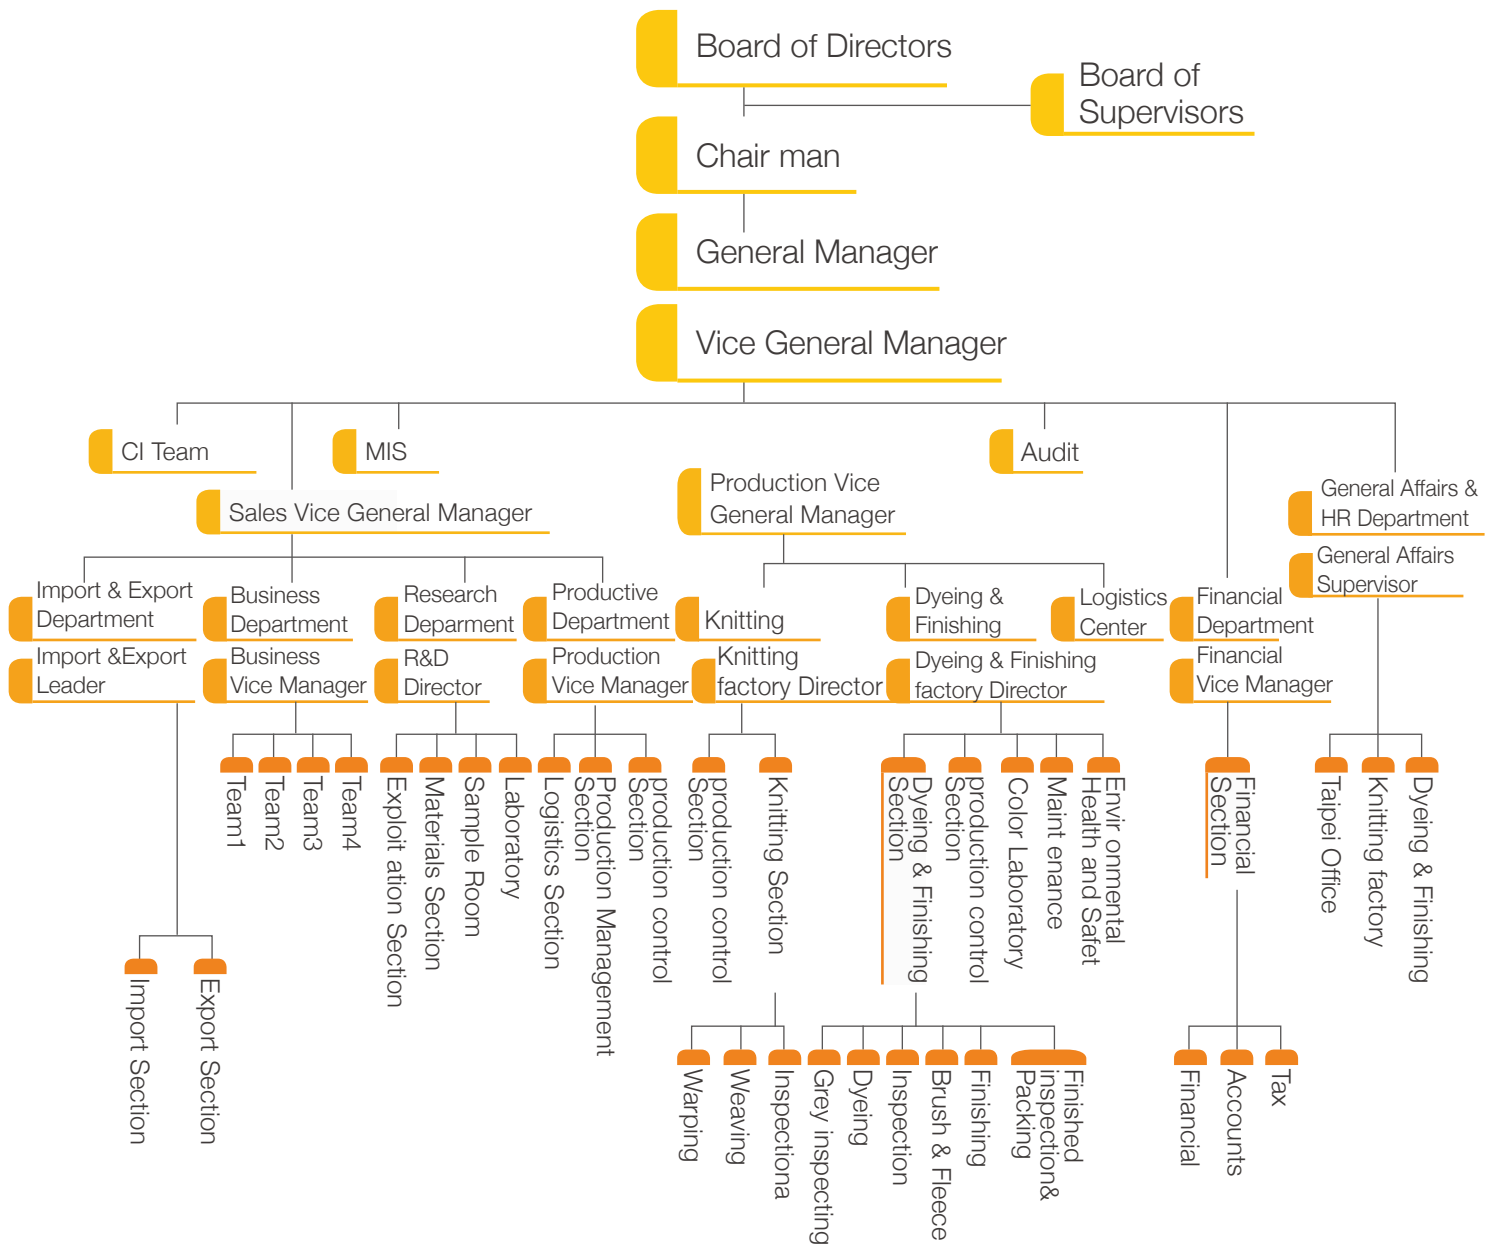 Board of Directors
Board of
Supervisors
Chair man
General Manager
Vice General Manager
CI Team
MIS
Audit
Sales Vice General Manager
Production Vice
General Manager
General Affairs &
HR Department
General Affairs
Supervisor
Import & Export
Department
Business
Department
Research
Deparment
Productive
Department
Knitting
Dyeing &
Finishing
Logistics
Center
Financial
Department
Import &Export
Leader
Business
Vice Manager
R&D
Director
Production
Vice Manager
Knitting
factory Director
Dyeing & Finishing
factory Director
Financial
Vice Manager
Team1
Team2
Team3
Team4
Exploit ation Section
Materials Section
Sample Room
Laboratory
Logistics Section
Production Management
Section
production control
Section
production control
Section
Knitting Section
Dyeing & Finishing
Section
production control
Section
Color Laboratory
Maint enance
Envir onmental
Health and Safet
Financial
Section
Taipei Office
Knitting factory
Dyeing & Finishing
Import Section
Export Section
Warping
Weaving
Inspectiona
Grey inspecting
Dyeing
Inspection
Brush & Fleece
Finishing
Finished
inspection&
Packing
Financial
Accounts
Tax